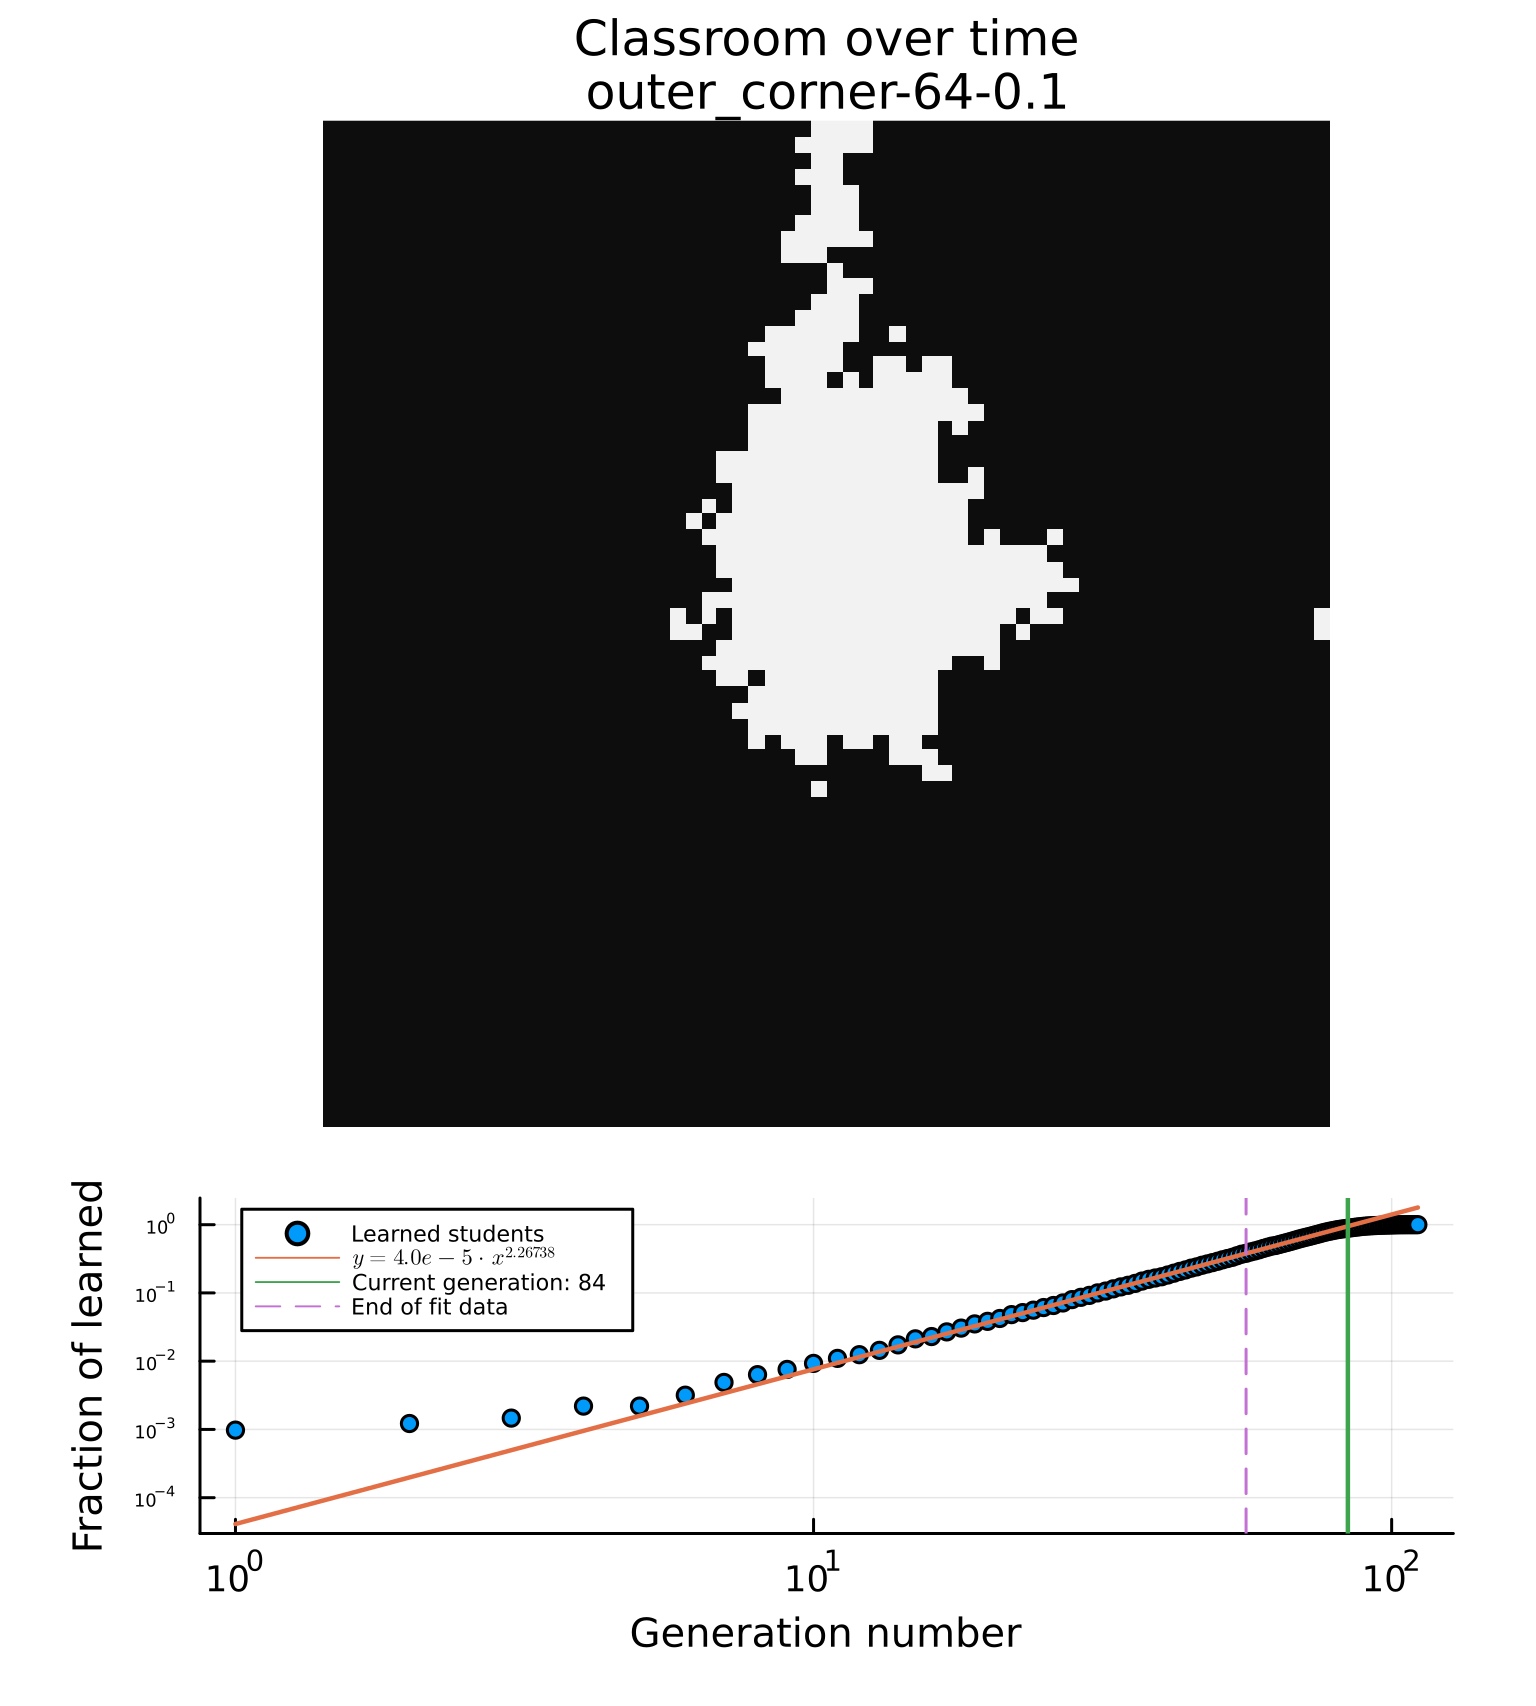 Classroom over time
outer_corner-64-0.1
Fraction of learned
10^0
10^-1
10^-2
10^-3
10^-4
Learned students
y = 4.0e − 5 · x^2.26738
Current generation: 84
End of fit data
10^0 10^1 10^2
Generation number